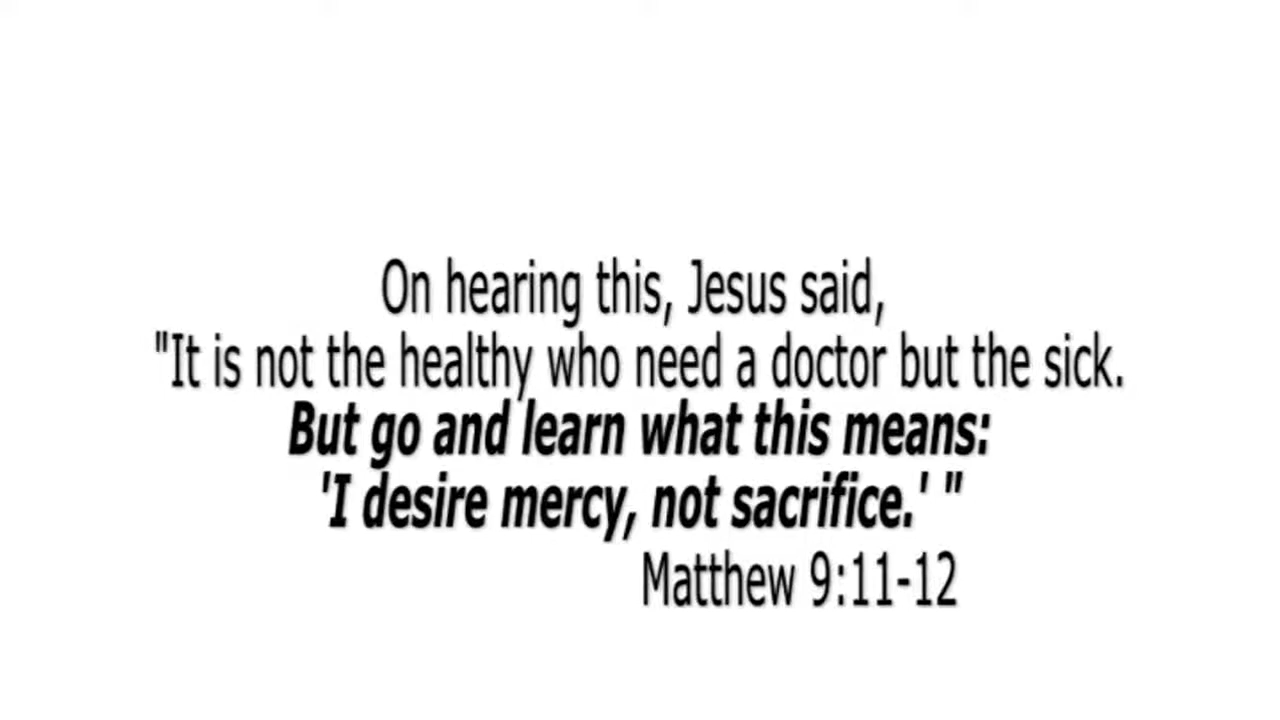 On hearing this, Jesus said,
"It is not the healthy who need a doctor but the sick.
But go and learn what this means:
'I desire mercy, not sacrifice.' "
Matthew 9:11-12